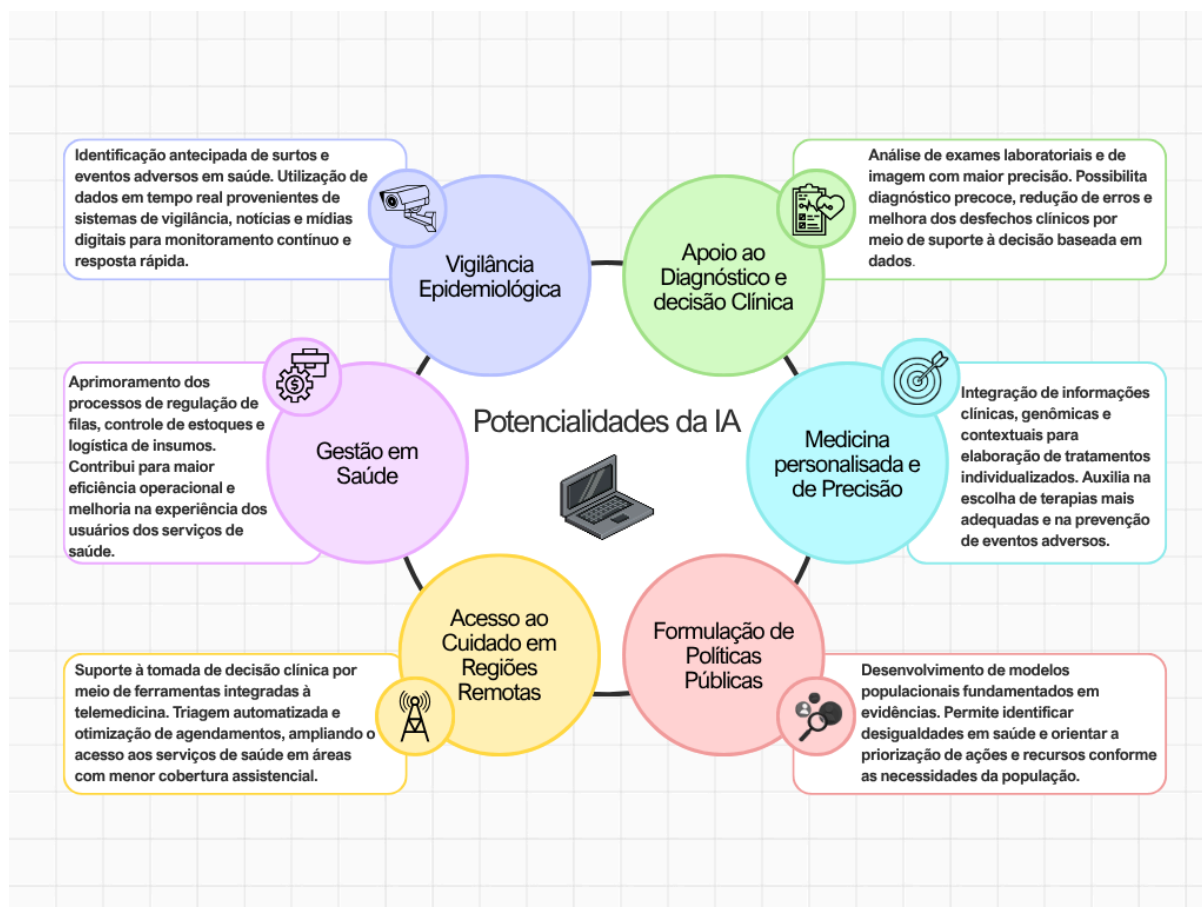 Identificação antecipada de surtos e
eventos adversos em saúde. Utilização de
dados em tempo real provenientes de
sistemas de vigilância, notícias e mídias
digitais para monitoramento contínuo e
resposta rápida.
Vigilância
Epidemiológica
Apoio ao
Diagnóstico e
decisão Clínica
Análise de exames laboratoriais e de
imagem com maior precisão. Possibilita
diagnóstico precoce, redução de erros e
melhora dos desfechos clínicos por
meio de suporte à decisão baseada em
dados.
Aprimoramento dos
processos de regulação de
filas, controle de estoques e
logística de insumos.
Contribui para maior
eficiência operacional e
melhoria na experiência dos
usuários dos serviços de
saúde.
$
Gestão em
Saúde
Potencialidades da IA
Medicina
personalisada e
de Precisão
Integração de informações
clínicas, genômicas e
contextuais para
elaboração de tratamentos
individualizados. Auxilia na
escolha de terapias mais
adequadas e na prevenção
de eventos adversos.
Suporte à tomada de decisão clínica por
meio de ferramentas integradas à
telemedicina. Triagem automatizada e
otimização de agendamentos, ampliando o
acesso aos serviços de saúde em áreas
com menor cobertura assistencial.
Acesso ao
Cuidado em
Regiões
Remotas
Formulação de
Políticas
Públicas
Desenvolvimento de modelos
populacionais fundamentados em
evidências. Permite identificar
desigualdades em saúde e orientar a
priorização de ações e recursos conforme
as necessidades da população.